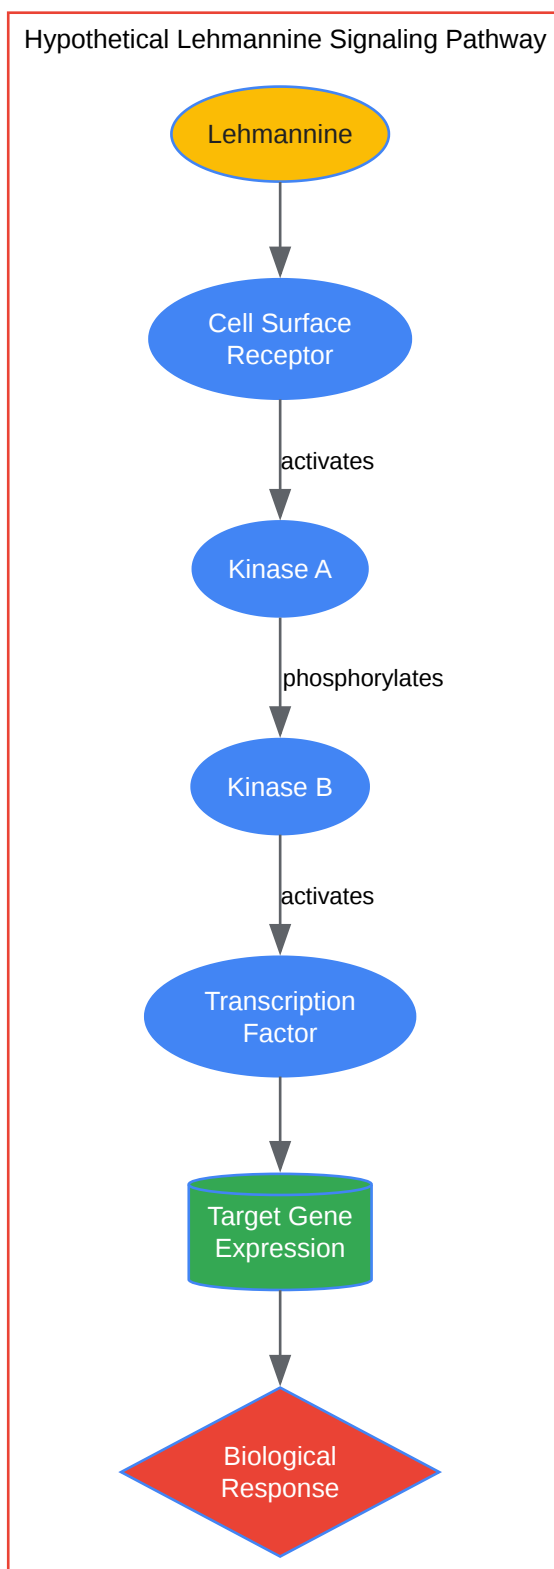 Hypothetical Lehmannine Signaling Pathway
Lehmannine
Cell Surface
Receptor
activates
Kinase A
phosphorylates
Kinase B
activates
Transcription
Factor
Target Gene
Expression
Biological
Response